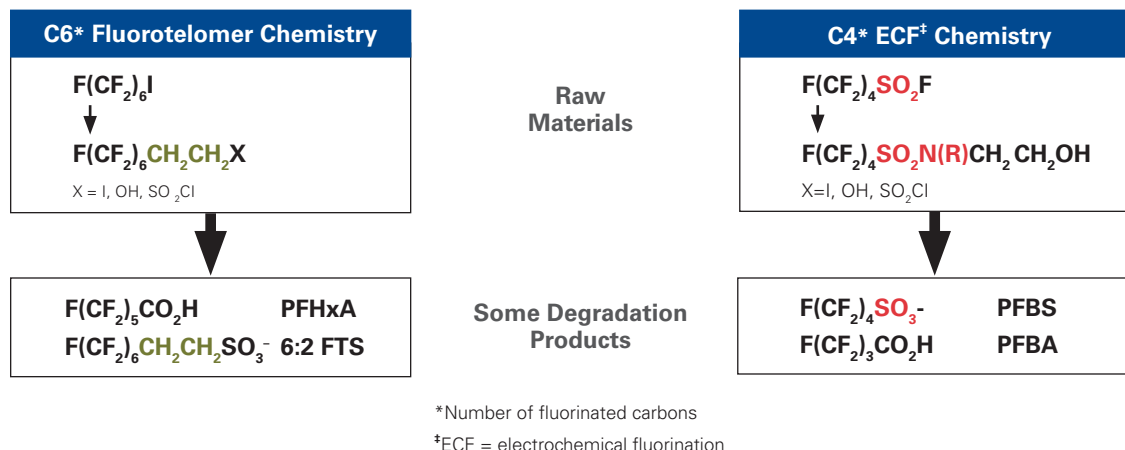 C6* Fluorotelomer Chemistry
F(CF₂)₆I
F(CF₂)₆CH₂CH₂X
X = I, OH, SO₂Cl
Raw
Materials
C4* ECF‡ Chemistry
F(CF₂)₄SO₂F
F(CF₂)₄SO₂N(R)CH₂CH₂OH
X=I, OH, SO₂Cl
F(CF₂)₅CO₂H PFHxA
F(CF₂)₆CH₂CH₂SO₃⁻ 6:2 FTS
Some Degradation
Products
F(CF₂)₄SO₃- PFBS
F(CF₂)₃CO₂H PFBA
*Number of fluorinated carbons
‡ECF = electrochemical fluorination